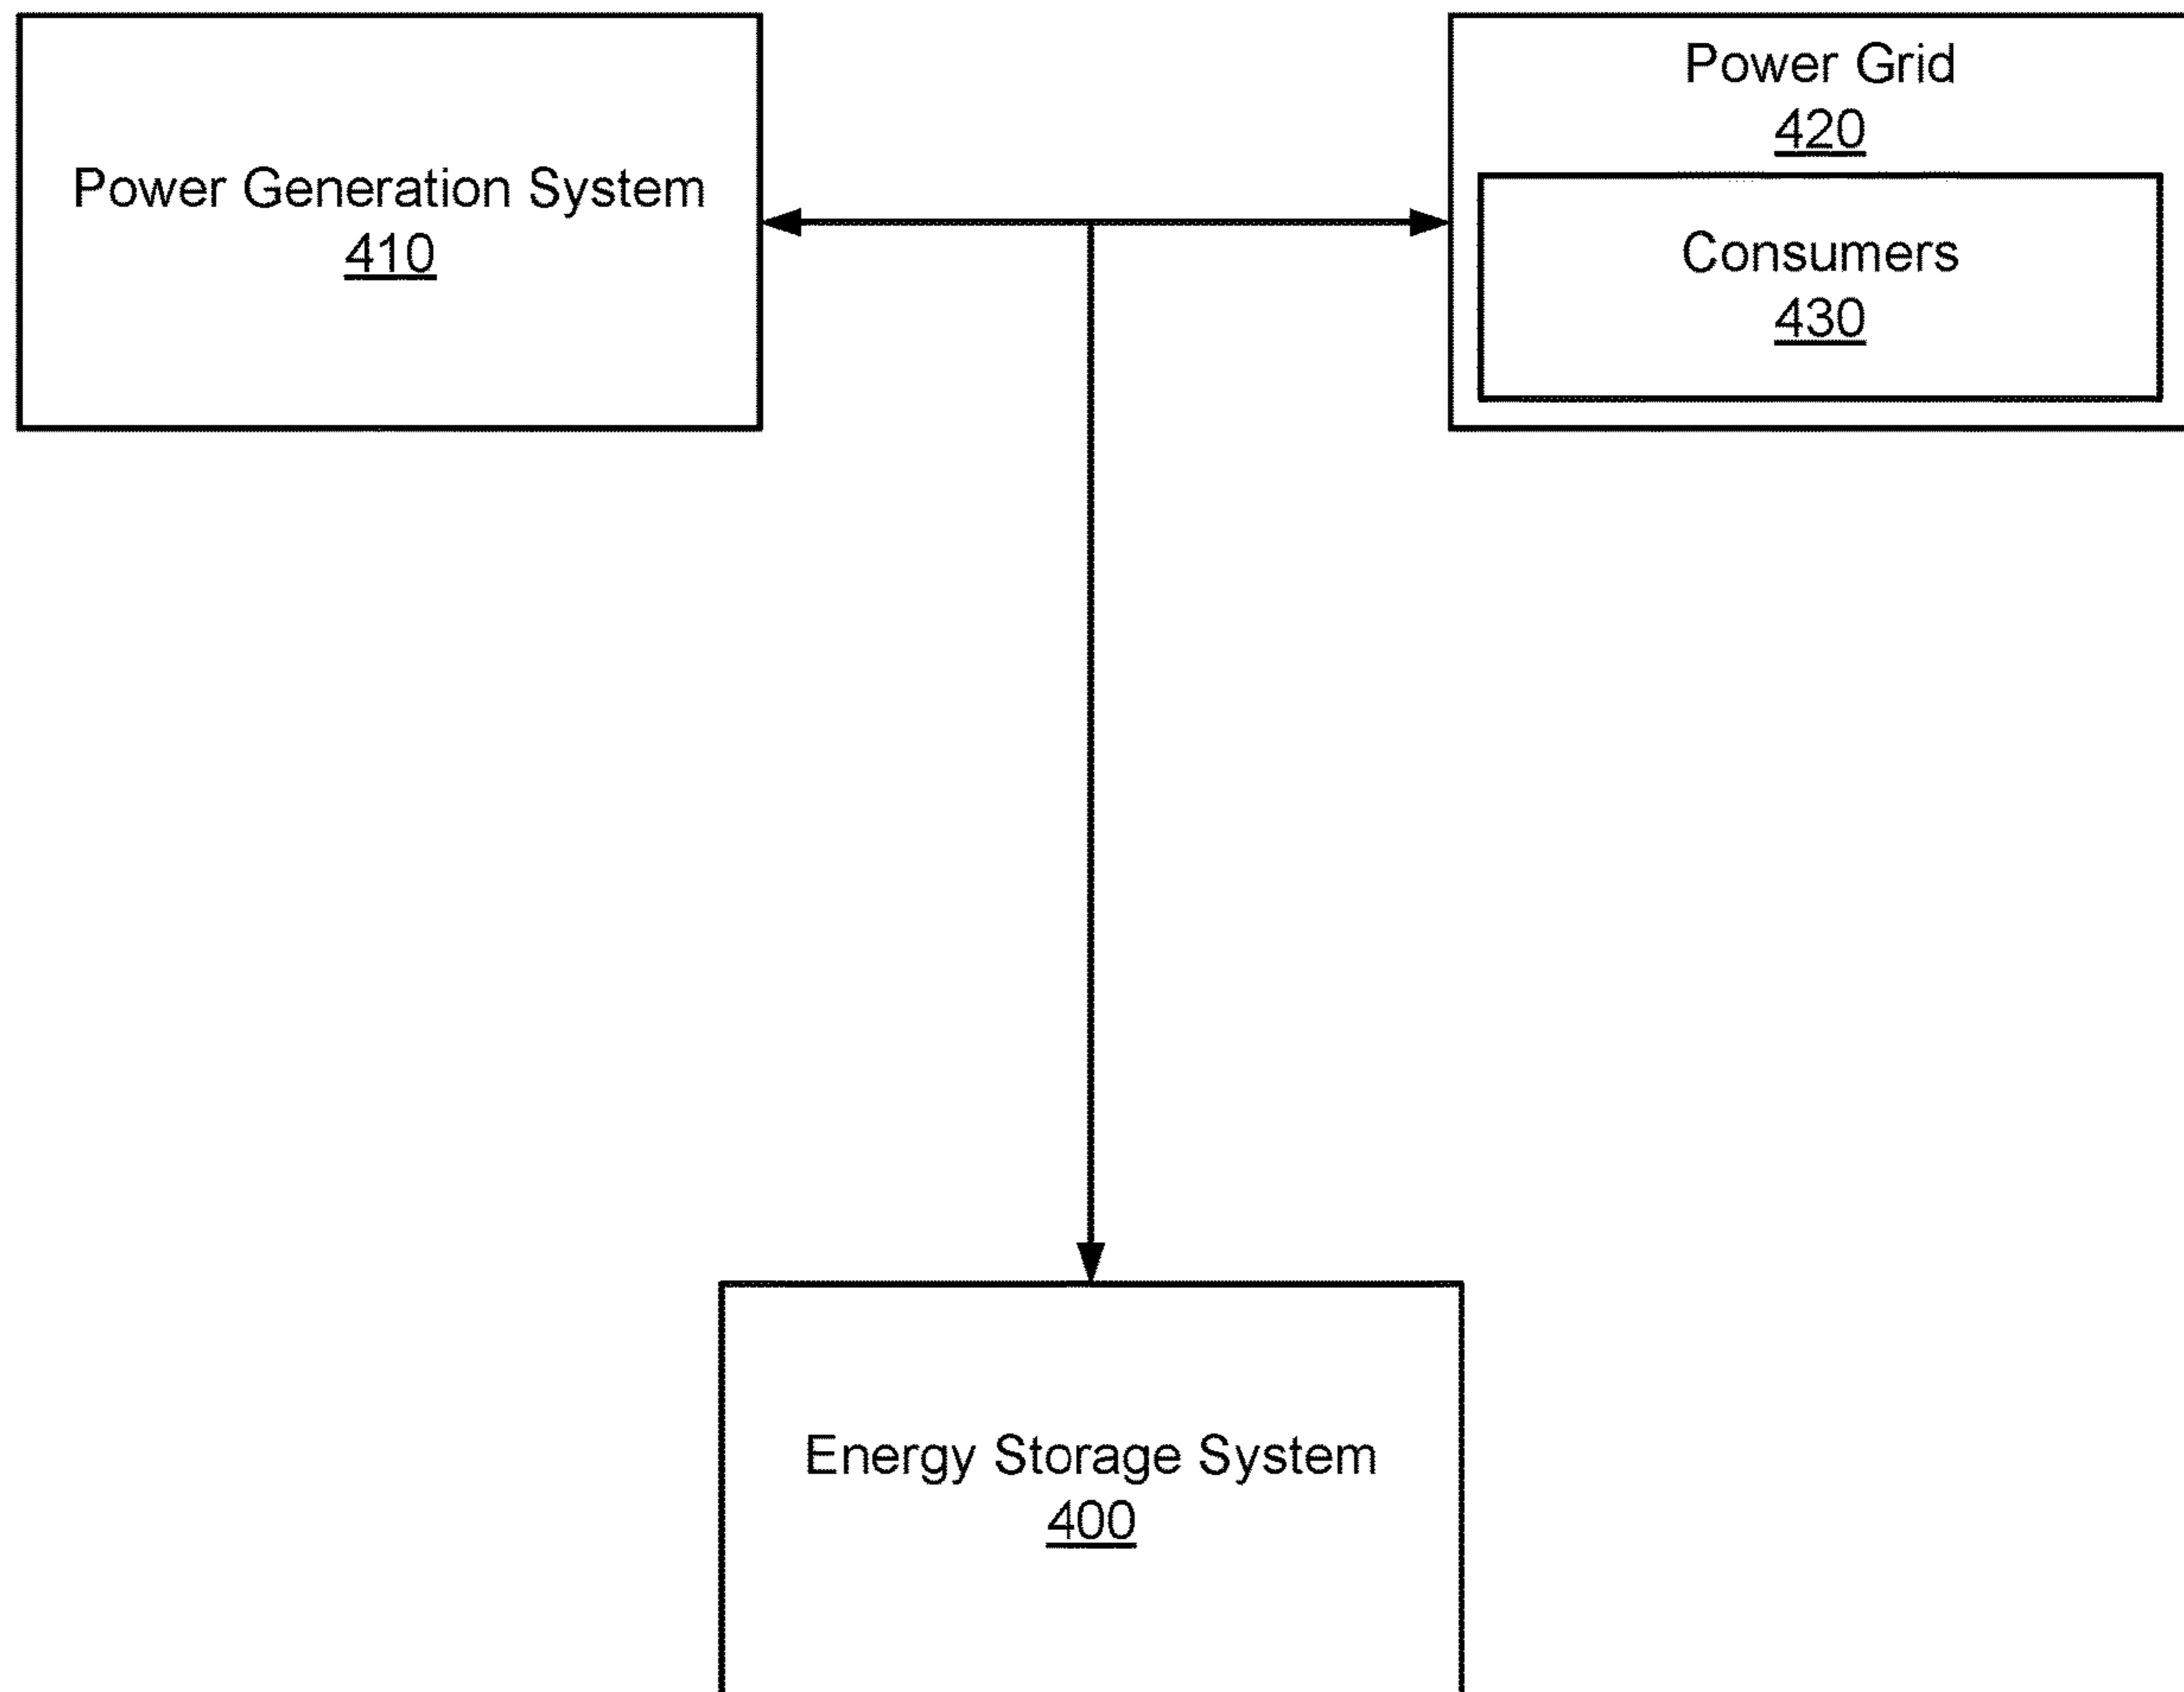 Power Generation System
410
Power Grid
420
Consumers
430
Energy Storage System
400